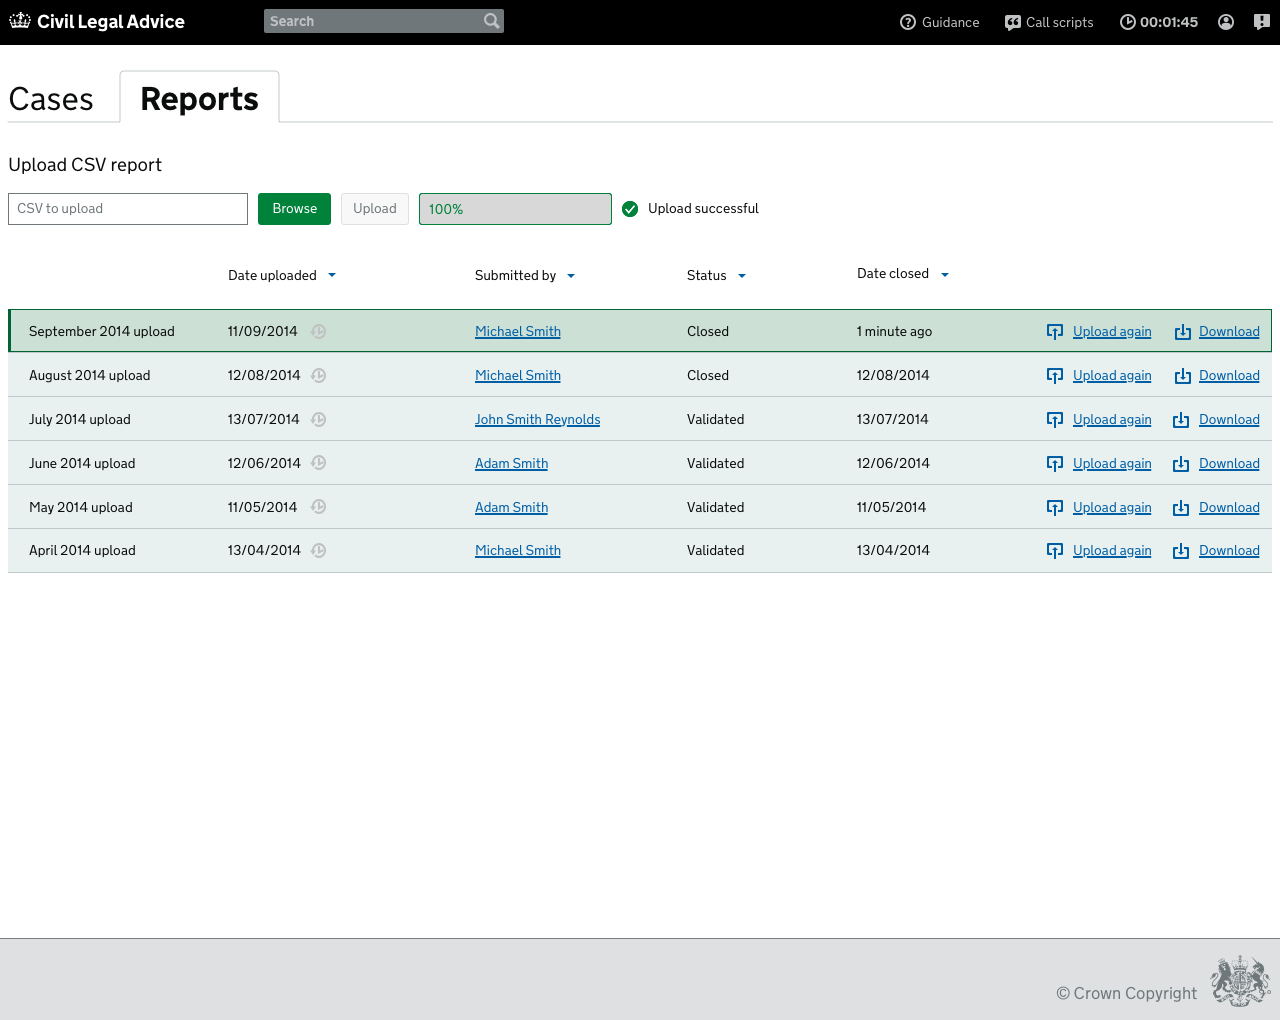 Civil Legal Advice Search Guidance Call scripts 00:01:45
Cases Reports
Upload CSV report
CSV to upload Browse Upload 100% Upload successful
Date uploaded Submitted by Status Date closed
September 2014 upload 11/09/2014 Michael Smith Closed 1 minute ago Upload again Download
August 2014 upload 12/08/2014 Michael Smith Closed 12/08/2014 Upload again Download
July 2014 upload 13/07/2014 John Smith Reynolds Validated 13/07/2014 Upload again Download
June 2014 upload 12/06/2014 Adam Smith Validated 12/06/2014 Upload again Download
May 2014 upload 11/05/2014 Adam Smith Validated 11/05/2014 Upload again Download
April 2014 upload 13/04/2014 Michael Smith Validated 13/04/2014 Upload again Download
© Crown Copyright